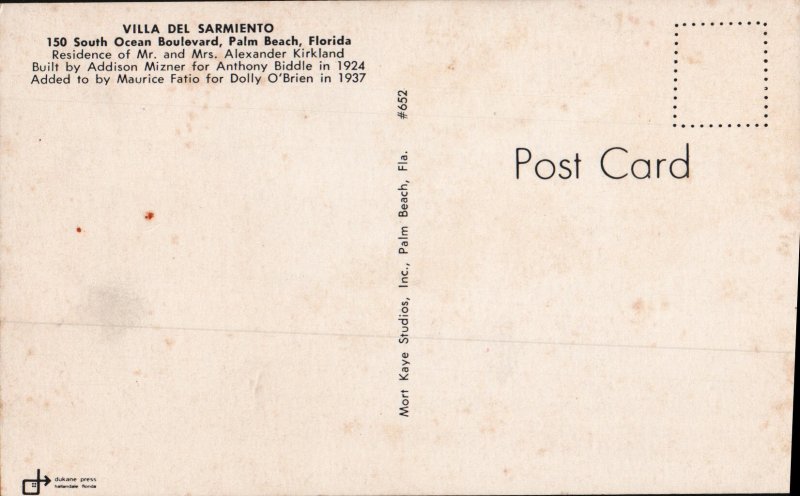 VILLA DEL SARMIENTO
150 South Ocean Boulevard, Palm Beach, Florida
Residence of Mr. and Mrs. Alexander Kirkland
Built by Addison Mizner for Anthony Biddle in 1924
Added to by Maurice Fatio for Dolly O'Brien in 1937
Mort Kaye Studios, Inc., Palm Beach, Fla. #652
Post Card
dukane press
hallandale florida